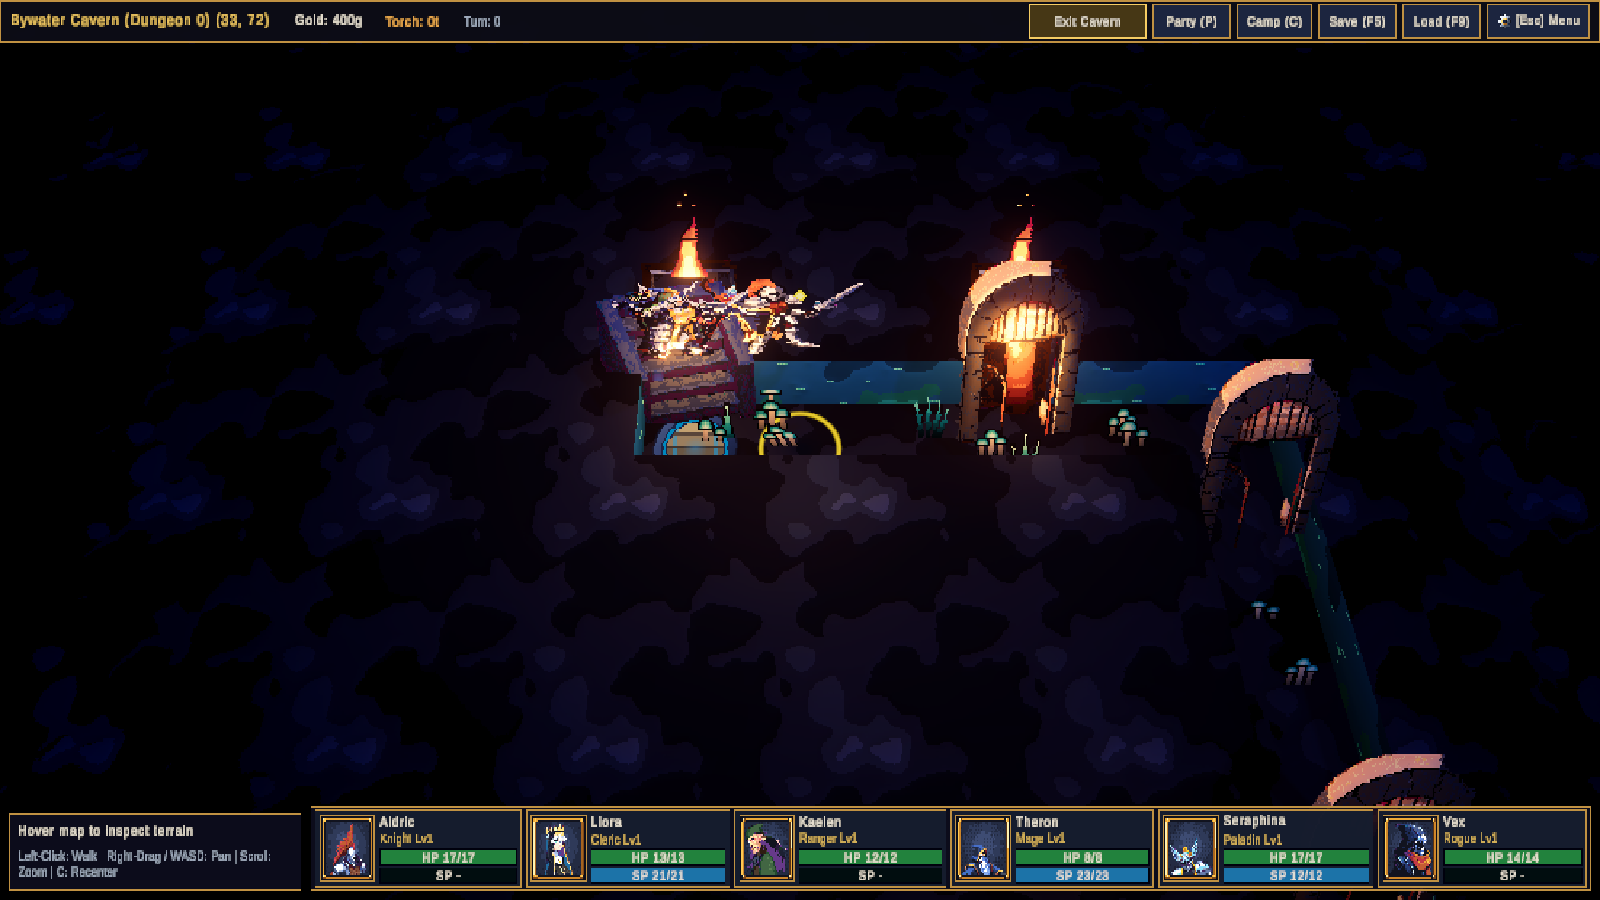 Bywater Cavern (Dungeon 0) (33, 72) Gold: 400g Torch: 0t Turn: 0 Exit Cavern Party (P) Camp (C) Save (F5) Load (F9) [Esc] Menu
Hover map to inspect terrain
Left-Click: Walk Right-Drag / WASD: Pan | Scroll:
Zoom | C: Recenter
Aldric
Knight Lv1
HP 17/17
SP -
Liora
Cleric Lv1
HP 13/13
SP 21/21
Kaelen
Ranger Lv1
HP 12/12
SP -
Theron
Mage Lv1
HP 8/8
SP 23/23
Seraphina
Paladin Lv1
HP 17/17
SP 12/12
Vex
Rogue Lv1
HP 14/14
SP -